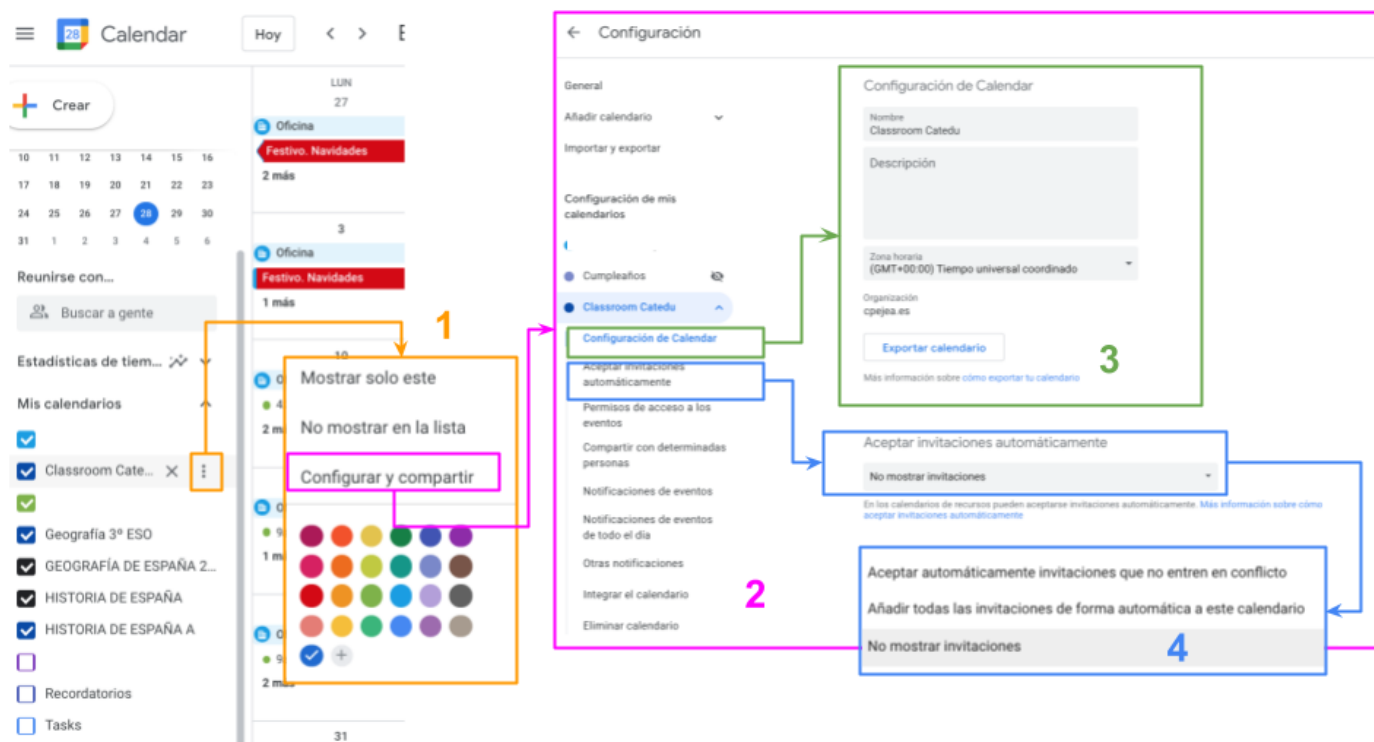 28
Calendar
Hoy
Crear
10 11 12 13 14 15 16
17 18 19 20 21 22 23
24 25 26 27 28 29 30
31 1 2 3 4 5 6
Reunirse con...
Buscar a gente
Estadísticas de tiem...
Mis calendarios
Classroom Cate...
Geografía 3º ESO
GEOGRAFÍA DE ESPAÑA 2...
HISTORIA DE ESPAÑA
HISTORIA DE ESPAÑA A
Recordatorios
Tasks
LUN
27
Oficina
Festivo. Navidades
2 más
3
Oficina
Festivo. Navidades
1 más
10
2 más
31
1
Mostrar solo este
No mostrar en la lista
Configurar y compartir
Configuración
General
Añadir calendario
Importar y exportar
Configuración de mis
calendarios
Cumpleaños
Classroom Catedu
Configuración de Calendar
Aceptar invitaciones
automáticamente
Permisos de acceso a los
eventos
Compartir con determinadas
personas
Notificaciones de eventos
Notificaciones de eventos
de todo el día
Otras notificaciones
Integrar el calendario
Eliminar calendario
2
Configuración de Calendar
Nombre
Classroom Catedu
Descripción
Zona horaria
(GMT+00:00) Tiempo universal coordinado
Organización
cpejea.es
Exportar calendario
Más información sobre cómo exportar tu calendario
3
Aceptar invitaciones automáticamente
No mostrar invitaciones
En los calendarios de recursos pueden aceptarse invitaciones automáticamente. Más información sobre cómo
aceptar invitaciones automáticamente
Aceptar automáticamente invitaciones que no entren en conflicto
Añadir todas las invitaciones de forma automática a este calendario
No mostrar invitaciones
4